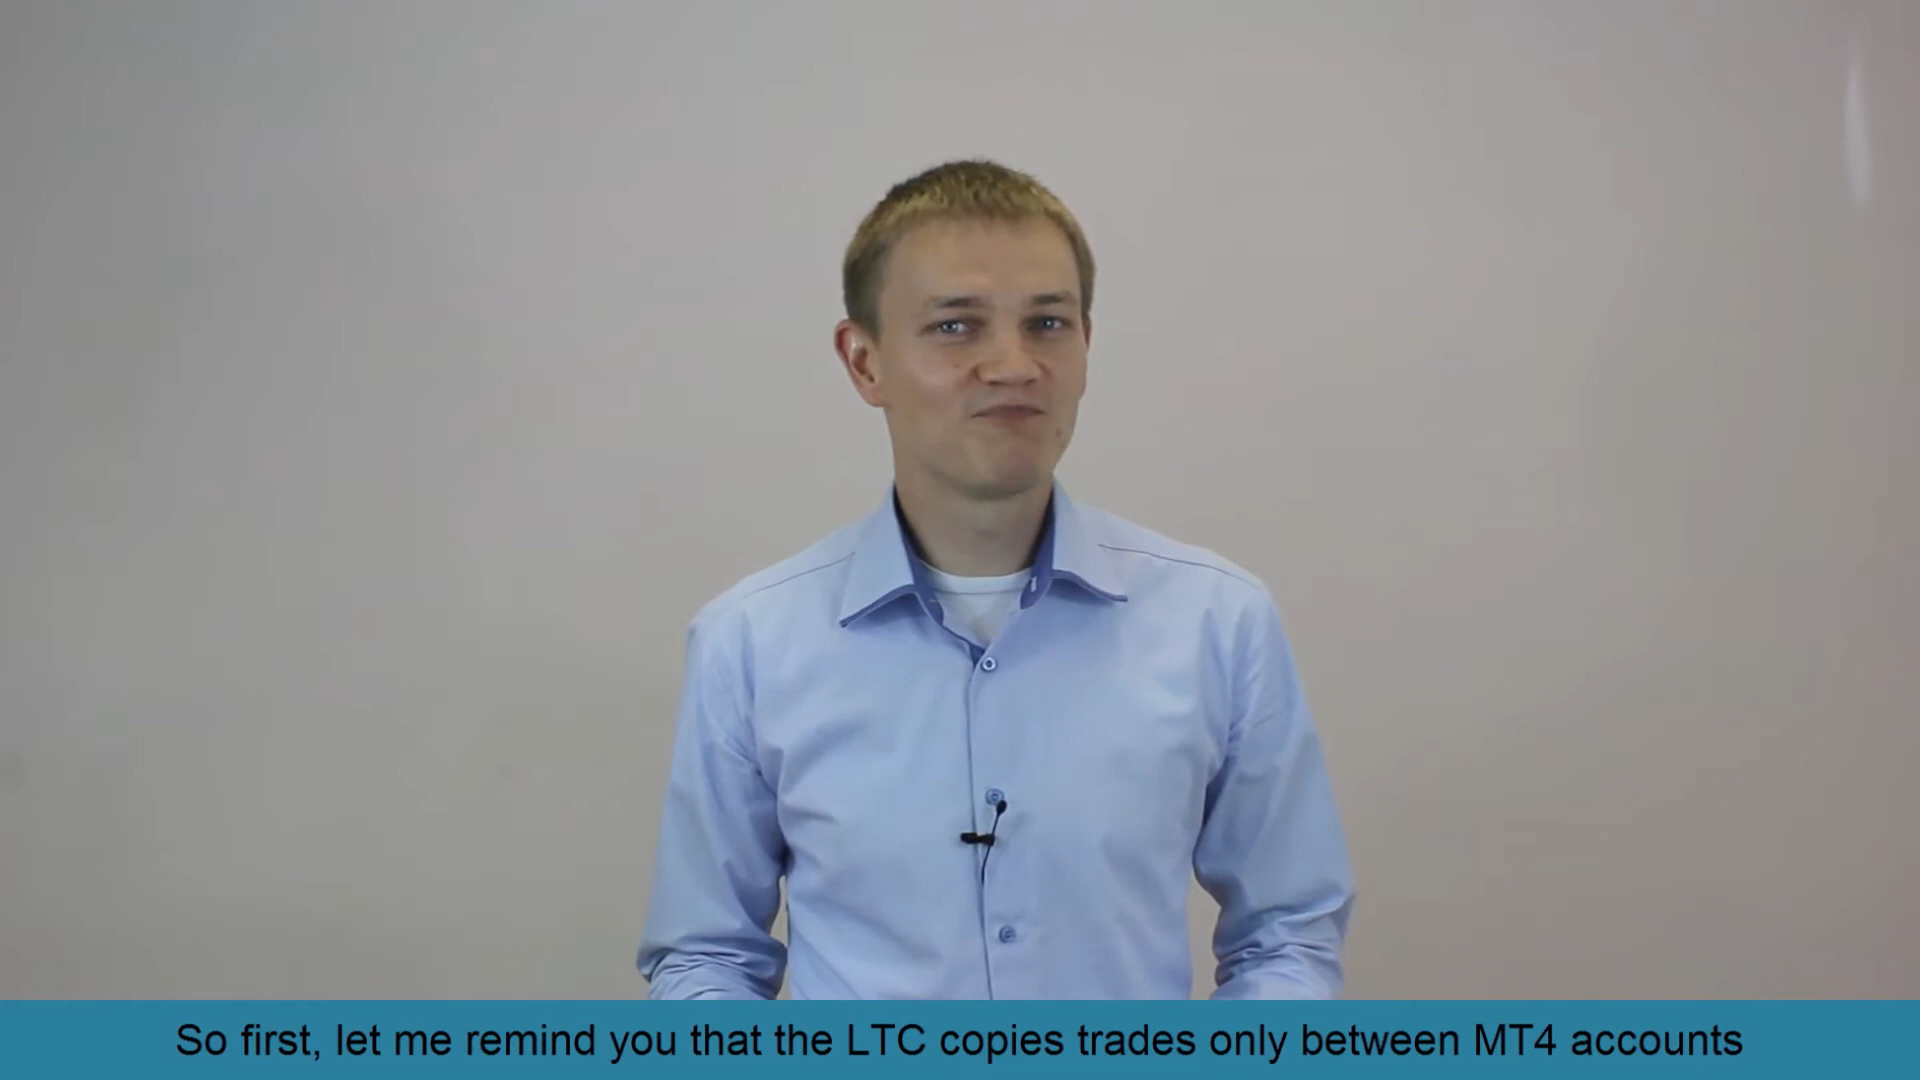 So first, let me remind you that the LTC copies trades only between MT4 accounts